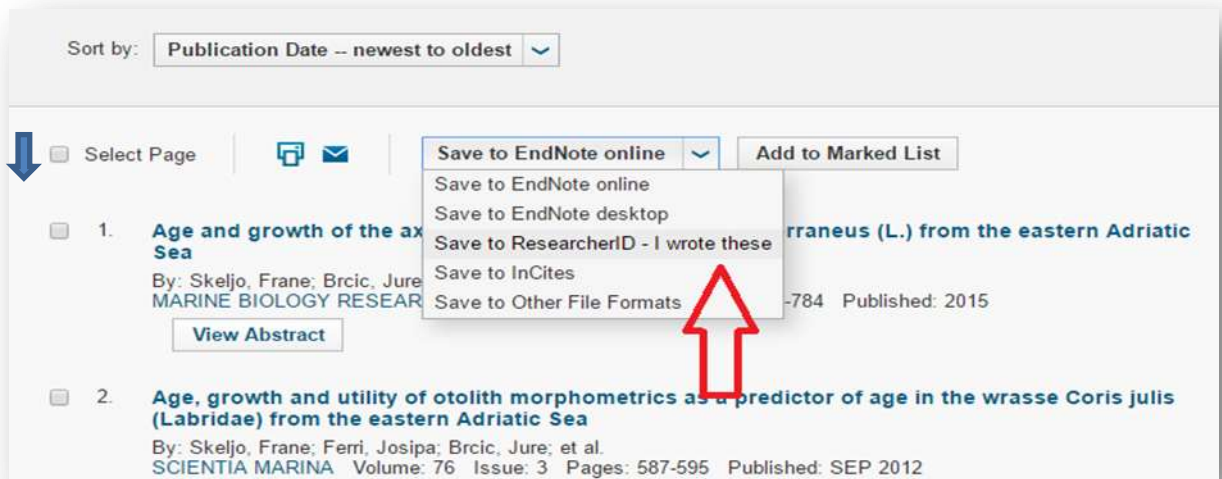 Sort by: Publication Date -- newest to oldest
Select Page Save to EndNote online Add to Marked List
Save to EndNote online
Save to EndNote desktop
Save to ResearcherID - I wrote these
Save to InCites
Save to Other File Formats
1. Age and growth of the rraneus (L.) from the eastern Adriatic
Sea
By: Skeljo, Frane; Brcic, Jure
MARINE BIOLOGY -784 Published: 2015
View Abstract
2. Age, growth and utility of otolith morphometrics as a predictor of age in the wrasse Coris julis
(Labridae) from the eastern Adriatic Sea
By: Skeljo, Frane; Ferri, Josipa; Brcic, Jure; et al.
SCIENTIA MARINA Volume: 76 Issue: 3 Pages: 587-595 Published: SEP 2012